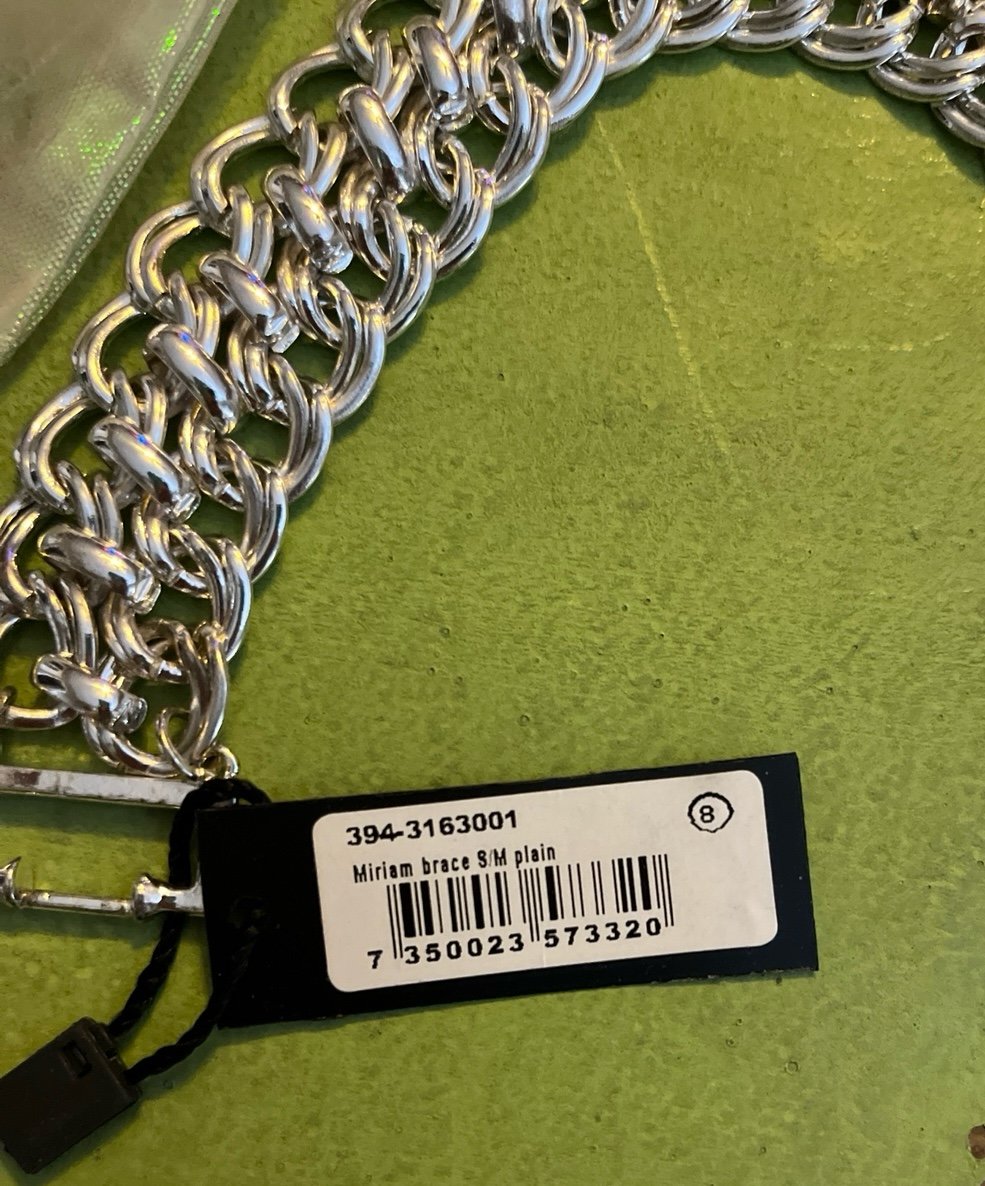 394-3163001
8
Miriam brace S/M plain
7 350023 573320